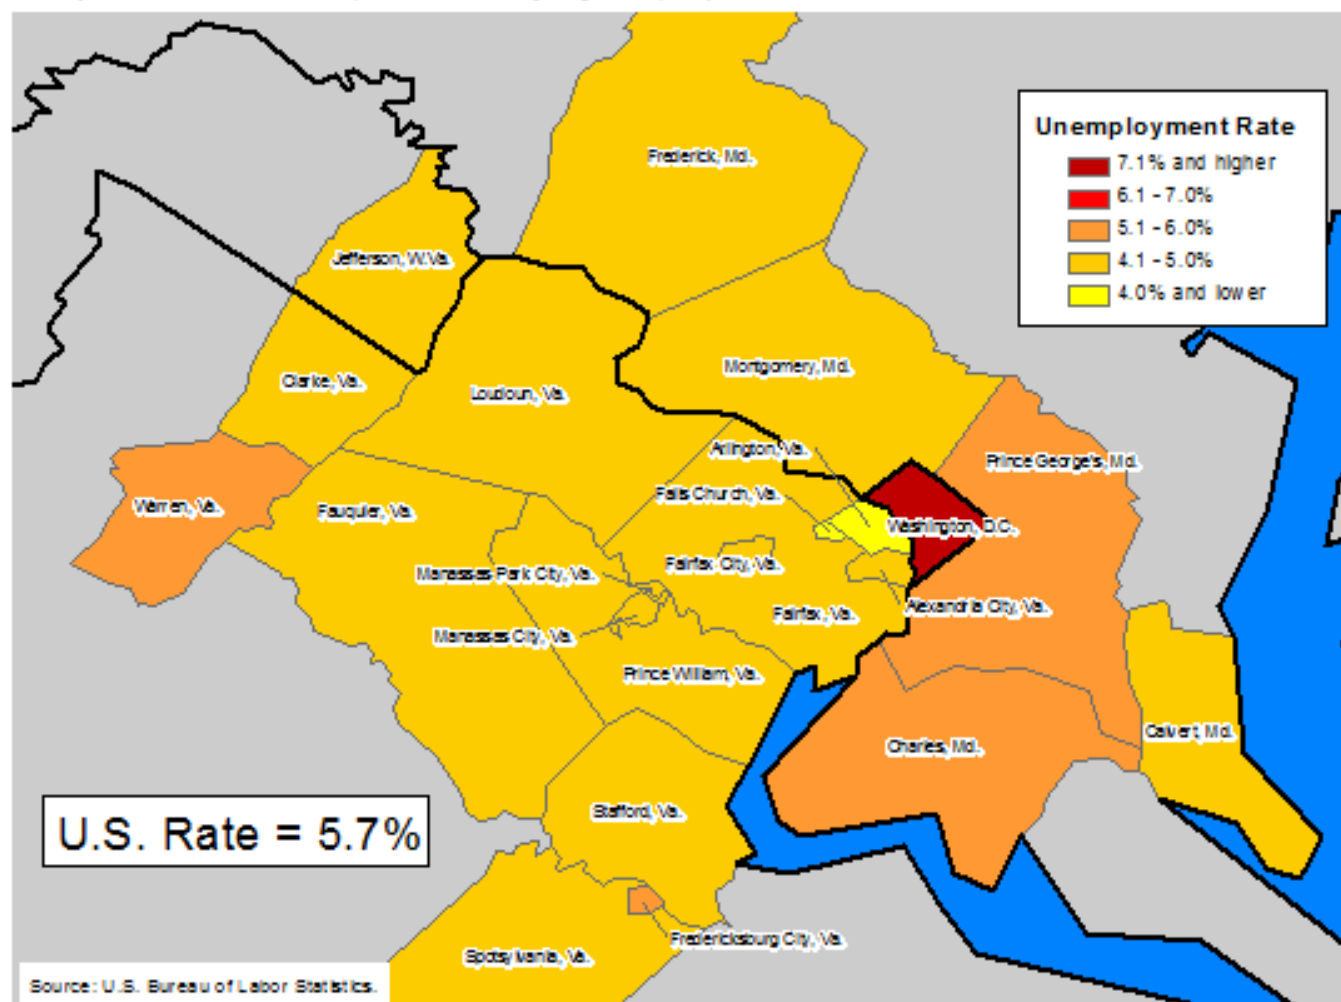 Unemployment Rate
7.1% and higher
6.1 - 7.0%
5.1 - 6.0%
4.1 - 5.0%
4.0% and lower
Frederick, Md.
Jefferson, W.Va.
Clarke, Va.
Loudoun, Va.
Montgomery, Md.
Arlington, Va.
Prince George's, Md.
Warren, Va.
Fauquier, Va.
Falls Church, Va.
Washington, D.C.
Manassas Park City, Va.
Fairfax City, Va.
Alexandria City, Va.
Manassas City, Va.
Fairfax, Va.
Prince William, Va.
Charles, Md.
Calvert, Md.
Stafford, Va.
U.S. Rate = 5.7%
Fredericksburg City, Va.
Spotsylvania, Va.
Source: U.S. Bureau of Labor Statistics.